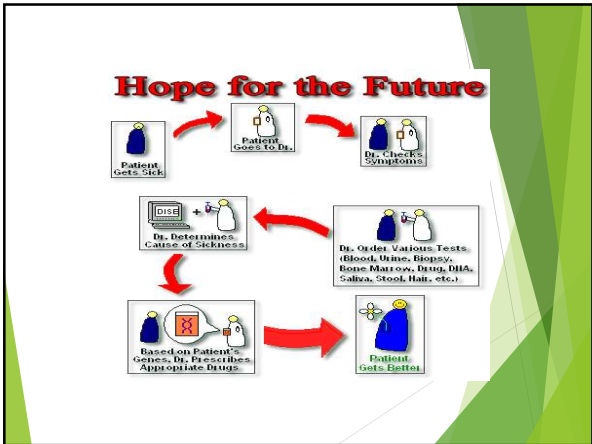 Hope for the Future
Patient
Gets Sick
Patient
Goes to Dr.
Dr. Checks
Symptoms
Dr. Order Various Tests
(Blood, Urine, Biopsy,
Bone Marrow, Drug, DNA,
Saliva, Stool, Hair, etc.)
DISE
+
Dr. Determines
Cause of Sickness
Based on Patient's
Genes, Dr. Prescribes
Appropriate Drugs
Patient
Gets Better